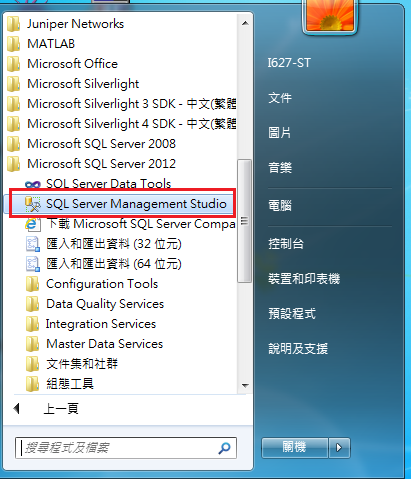 Juniper Networks
MATLAB
Microsoft Office
Microsoft Silverlight
Microsoft Silverlight 3 SDK - 中文(繁體
Microsoft Silverlight 4 SDK - 中文(繁體
Microsoft SQL Server 2008
Microsoft SQL Server 2012
SQL Server Data Tools
SQL Server Management Studio
下載 Microsoft SQL Server Compa
匯入和匯出資料 (32 位元)
匯入和匯出資料 (64 位元)
Configuration Tools
Data Quality Services
Integration Services
Master Data Services
文件集和社群
組態工具
上一頁
搜尋程式及檔案
I627-ST
文件
圖片
音樂
電腦
控制台
裝置和印表機
預設程式
說明及支援
關機